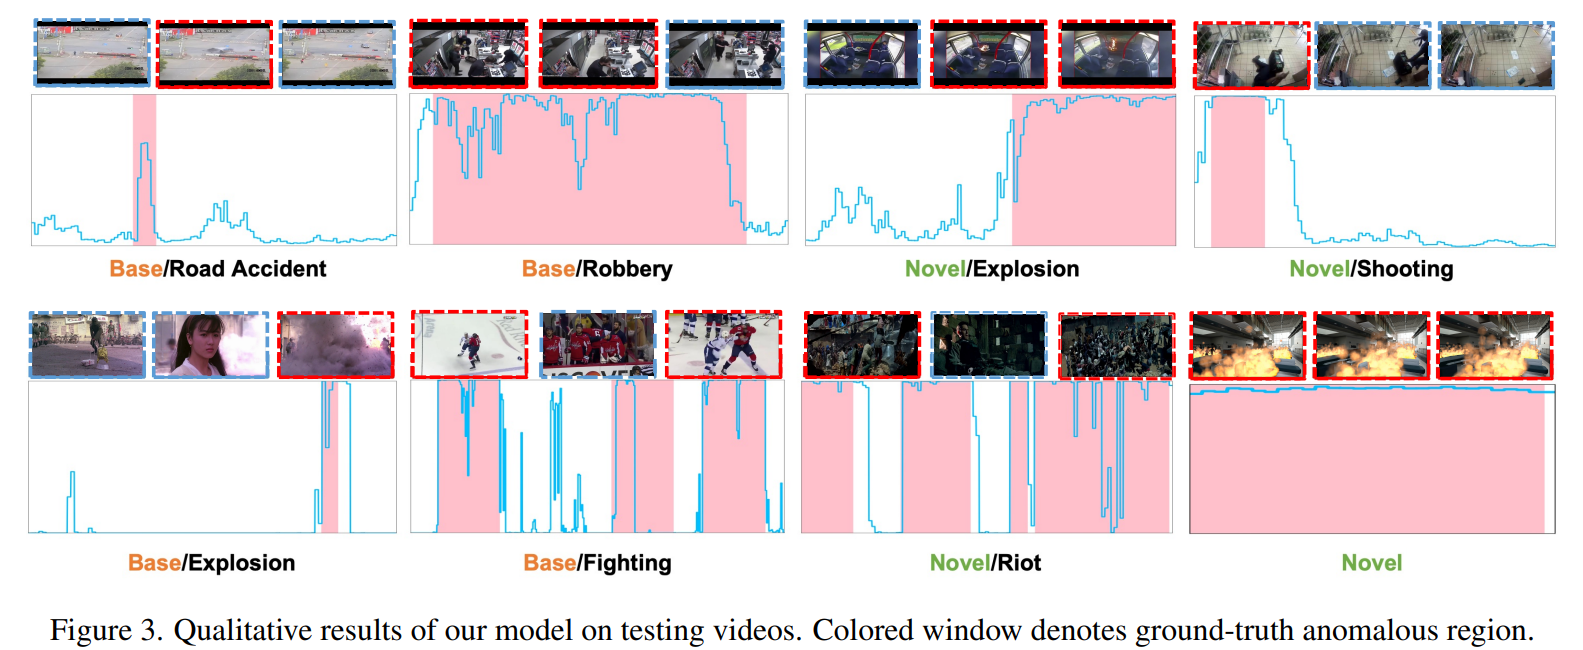 Base/Road Accident
Base/Robbery
Novel/Explosion
Novel/Shooting
Base/Explosion
Base/Fighting
Novel/Riot
Novel
Figure 3. Qualitative results of our model on testing videos. Colored window denotes ground-truth anomalous region.